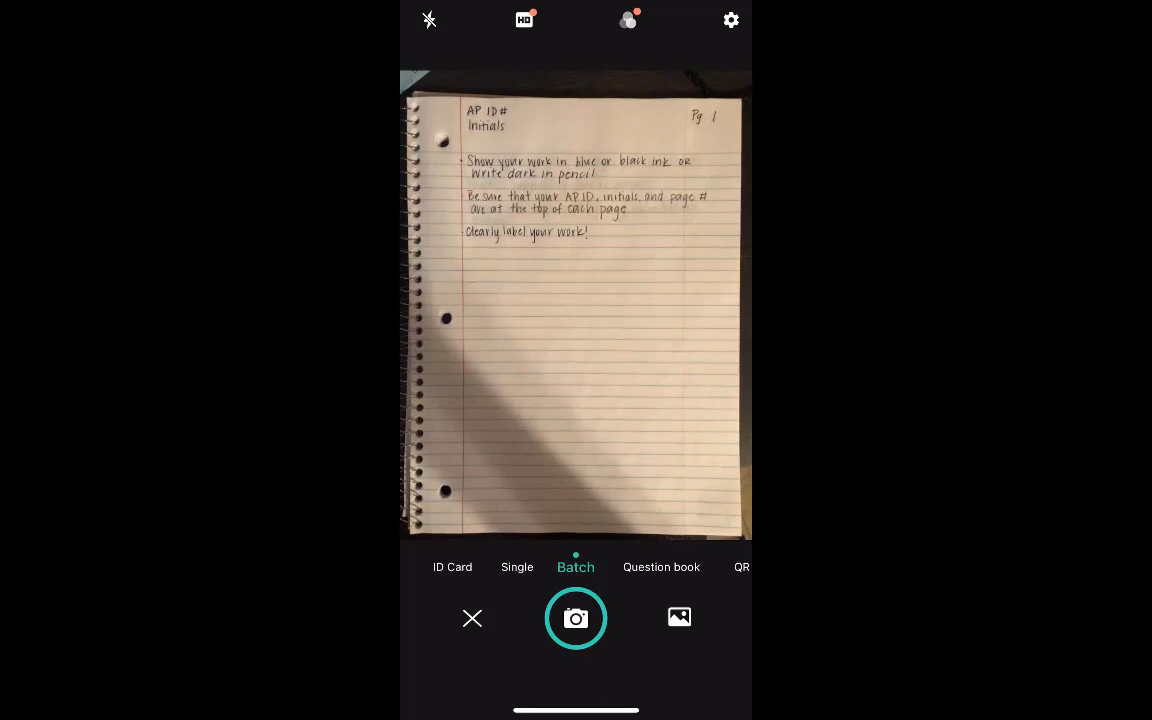 HD
AP ID#
Pg 1
Initials
· Show your work in blue or black ink or
write dark in pencil
· Be sure that your AP ID, initials, and page #
are at the top of each page
· Clearly label your work!
ID Card
Single
Batch
Question book
QR